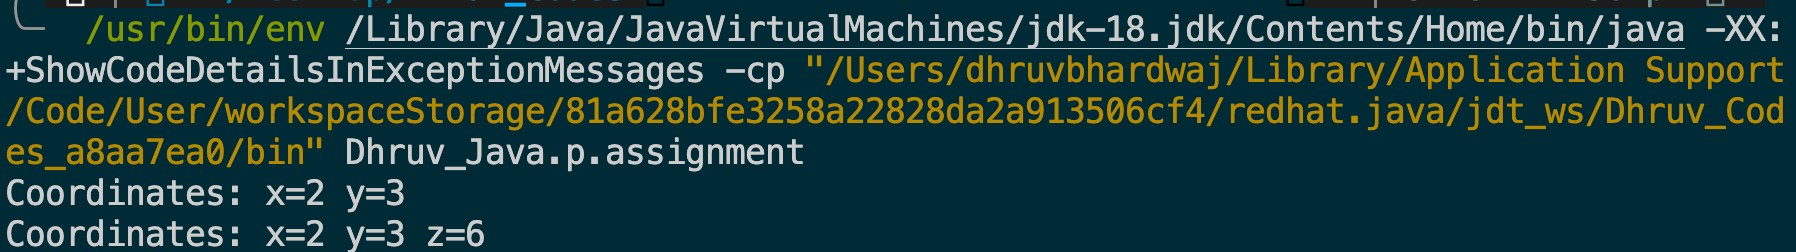 /usr/bin/env /Library/Java/JavaVirtualMachines/jdk-18.jdk/Contents/Home/bin/java -XX:
+ShowCodeDetailsInExceptionMessages -cp "/Users/dhruvbhardwaj/Library/Application Support
/Code/User/workspaceStorage/81a628bfe3258a22828da2a913506cf4/redhat.java/jdt_ws/Dhruv_Cod
es_a8aa7ea0/bin" Dhruv_Java.p.assignment
Coordinates: x=2 y=3
Coordinates: x=2 y=3 z=6